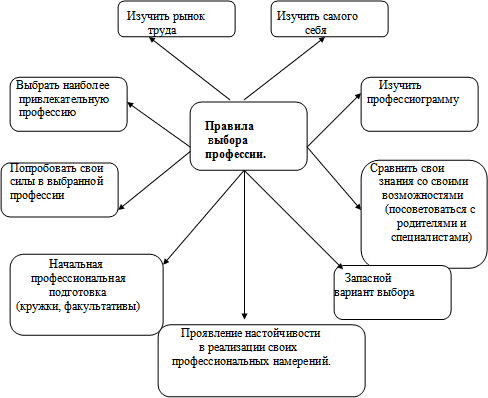 Изучить рынок
труда
Изучить самого
себя
Выбрать наиболее
привлекательную
профессию
Изучить
профессиограмму
Правила
выбора
профессии.
Попробовать свои
силы в выбранной
профессии
Сравнить свои
знания со своими
возможностями
(посоветоваться с
родителями и
специалистами)
Начальная
профессиональная
подготовка
(кружки, факультативы)
Запасной
вариант выбора
Проявление настойчивости
в реализации своих
профессиональных намерений.